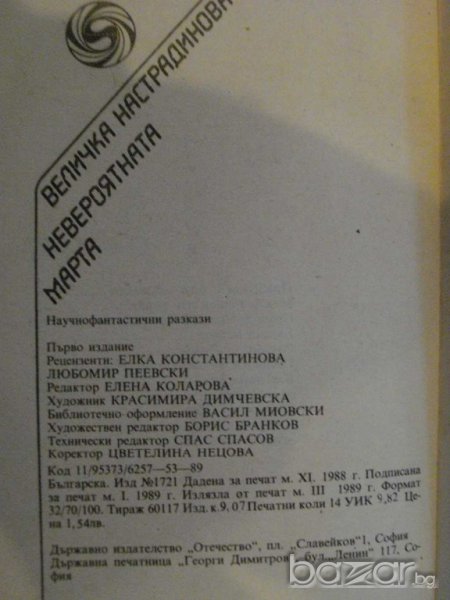 ВЕЛИЧКА НАСТРАДИНОВА
НЕВЕРОЯТНАТА
МАРТА
Научнофантастични разкази
Първо издание
Рецензенти: ЕЛКА КОНСТАНТИНОВА
ЛЮБОМИР ПЕЕВСКИ
Редактор ЕЛЕНА КОЛАРОВА
Художник КРАСИМИРА ДИМЧЕВСКА
Библиотечно оформление ВАСИЛ МИОВСКИ
Художествен редактор БОРИС БРАНКОВ
Технически редактор СПАС СПАСОВ
Коректор ЦВЕТЕЛИНА НЕЦОВА
Код 11/95373/6257—53—89
Българска. Изд №1721 Дадена за печат м. XI. 1988 г. Подписана
за печат м. I. 1989 г. Излязла от печат м. III 1989 г. Формат
32/70/100. Тираж 60117 Изд. к. 9,07 Печатни коли 14 УИК 9,82 Це-
на 1,54лв.
Държавно издателство „Отечество", пл. „Славейков" 1, София
Държавна печатница „Георги Димитров", бул. „Ленин" 117, Со-
фия
bazar.бг